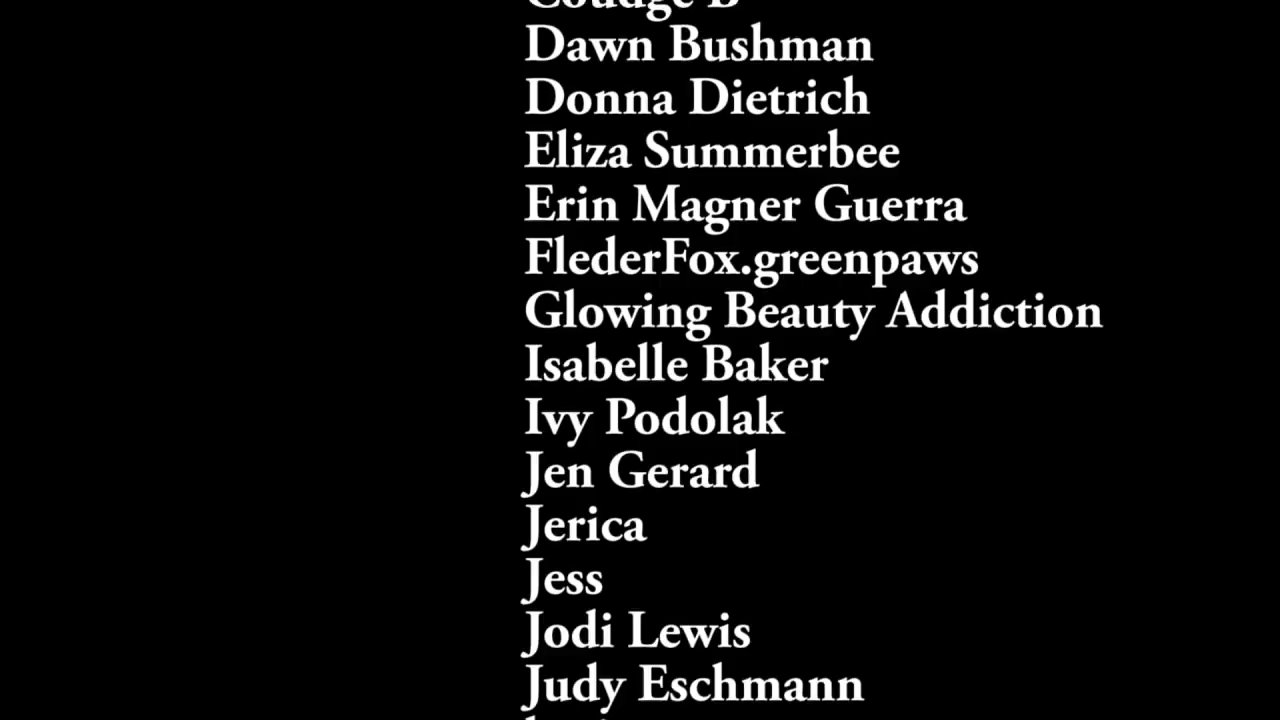 Dawn Bushman
Donna Dietrich
Eliza Summerbee
Erin Magner Guerra
FlederFox.greenpaws
Glowing Beauty Addiction
Isabelle Baker
Ivy Podolak
Jen Gerard
Jerica
Jess
Jodi Lewis
Judy Eschmann